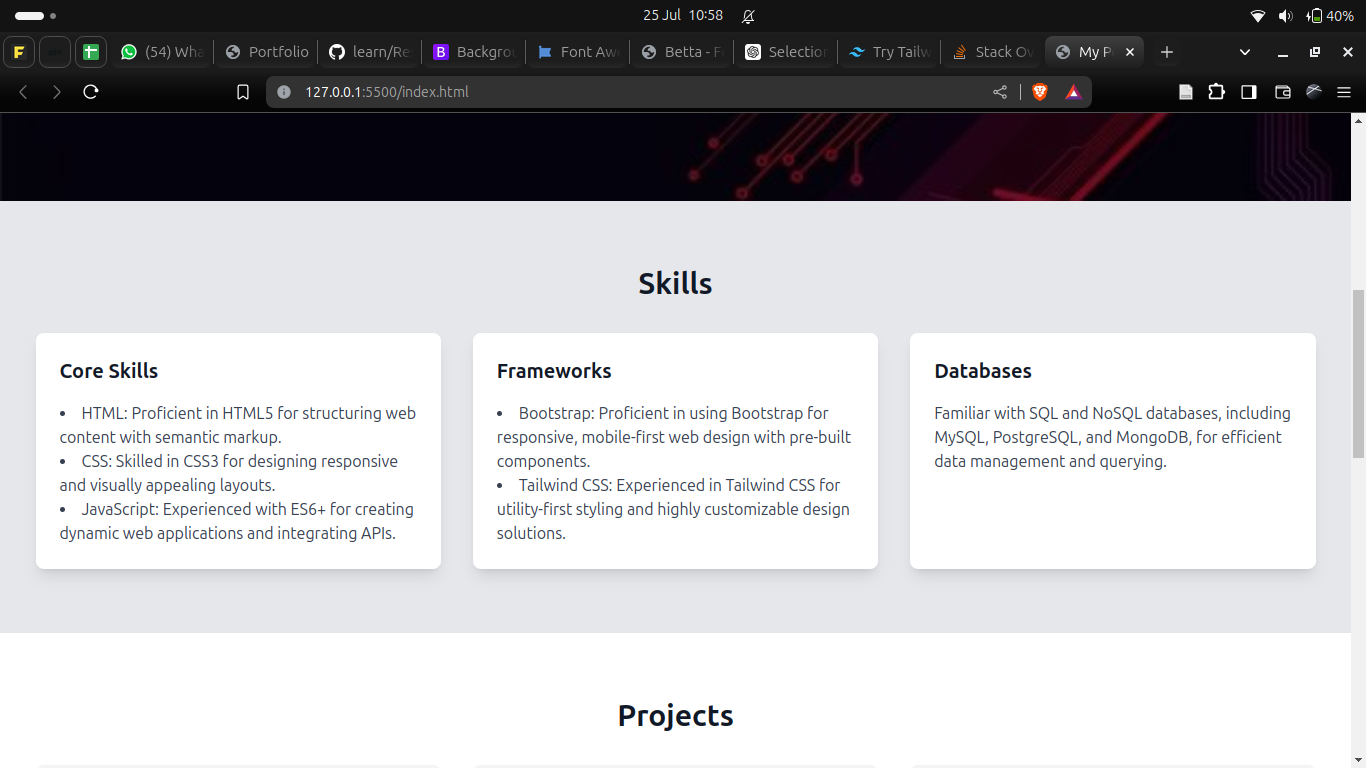 25 Jul 10:58
40%
F
(54) Wha
Portfolio
learn/Re
B Backgro
Font Aw
Betta - F
Selection
Try Tailw
Stack Ov
My P
127.0.0.1:5500/index.html
Skills
Core Skills
• HTML: Proficient in HTML5 for structuring web
content with semantic markup.
• CSS: Skilled in CSS3 for designing responsive
and visually appealing layouts.
• JavaScript: Experienced with ES6+ for creating
dynamic web applications and integrating APIs.
Frameworks
• Bootstrap: Proficient in using Bootstrap for
responsive, mobile-first web design with pre-built
components.
• Tailwind CSS: Experienced in Tailwind CSS for
utility-first styling and highly customizable design
solutions.
Databases
Familiar with SQL and NoSQL databases, including
MySQL, PostgreSQL, and MongoDB, for efficient
data management and querying.
Projects